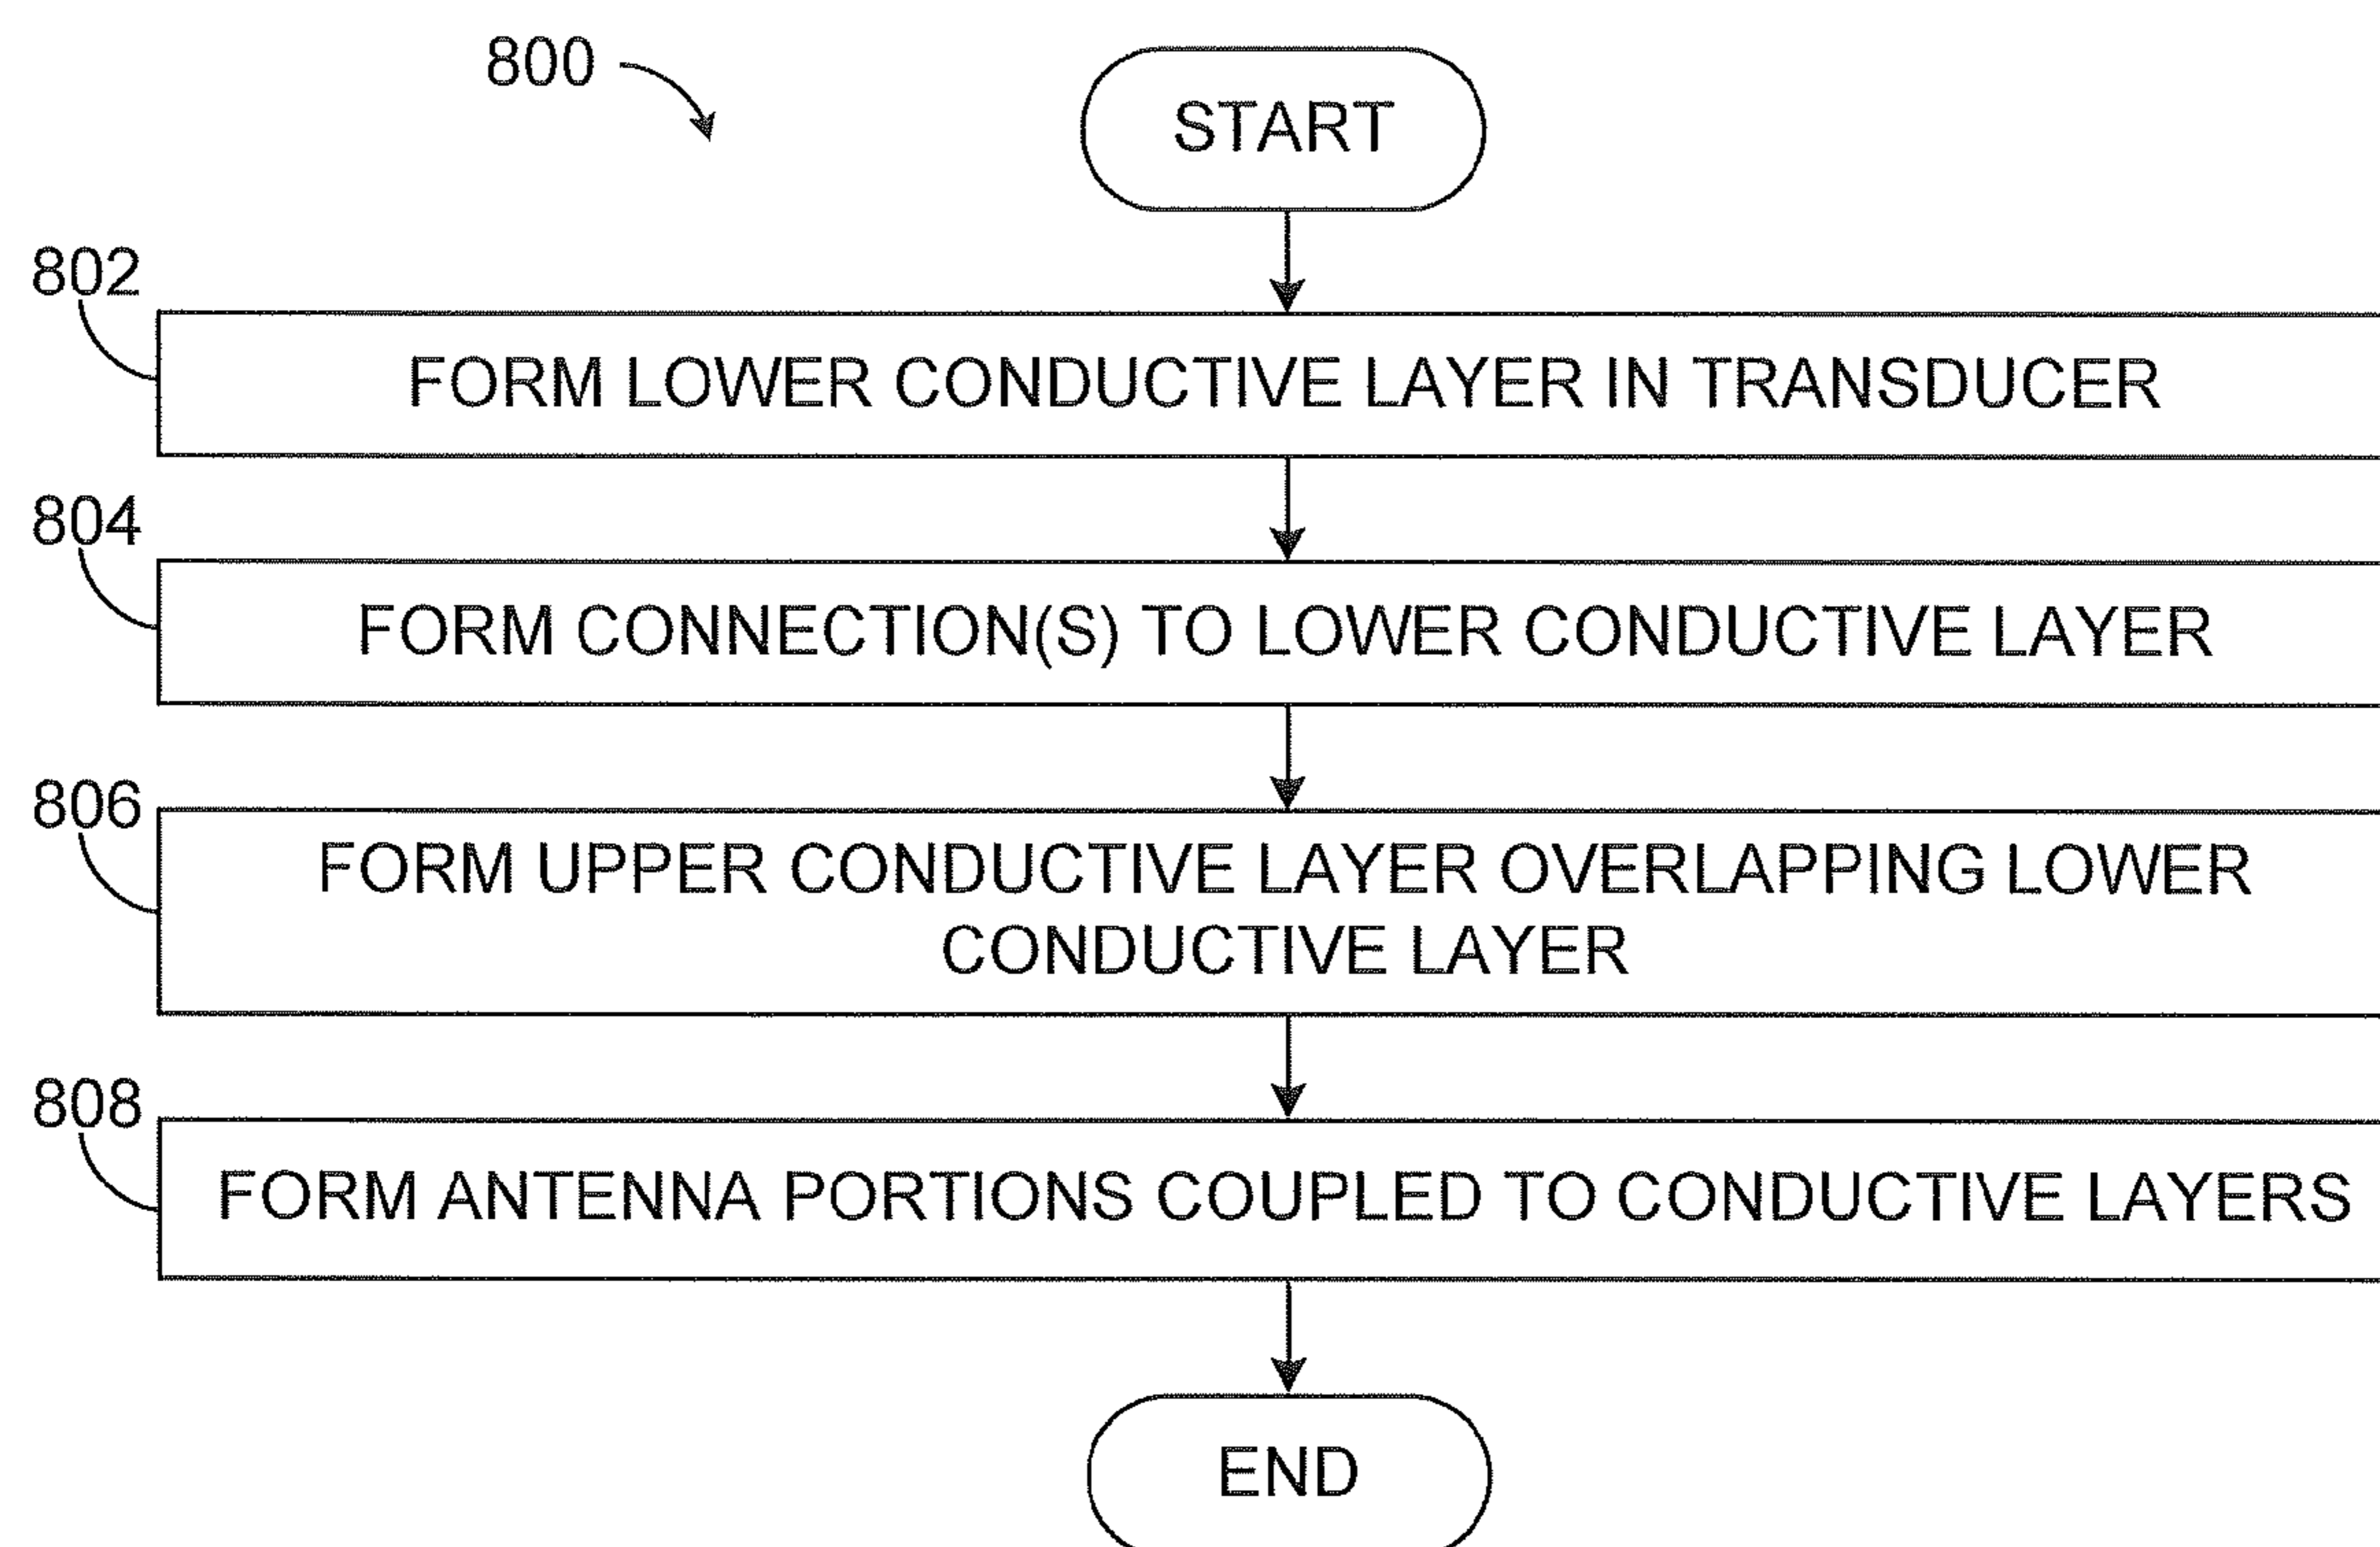 800
START
802
FORM LOWER CONDUCTIVE LAYER IN TRANSDUCER
804
FORM CONNECTION(S) TO LOWER CONDUCTIVE LAYER
806
FORM UPPER CONDUCTIVE LAYER OVERLAPPING LOWER
CONDUCTIVE LAYER
808
FORM ANTENNA PORTIONS COUPLED TO CONDUCTIVE LAYERS
END